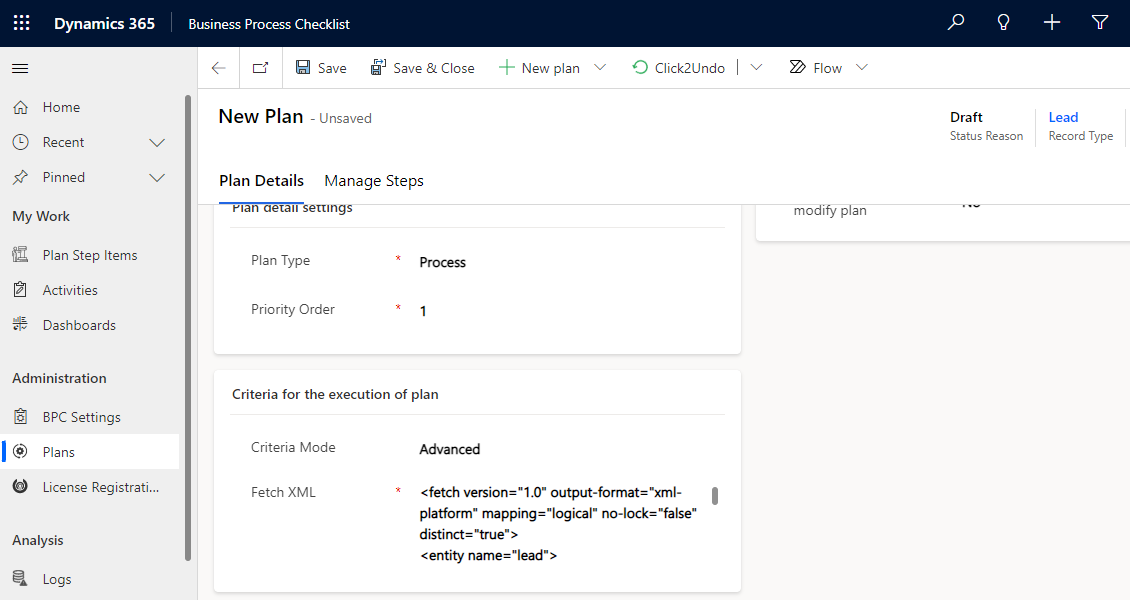 Dynamics 365
Business Process Checklist
Save
Save & Close
New plan
Click2Undo
Flow
Home
Recent
Pinned
My Work
Plan Step Items
Activities
Dashboards
Administration
BPC Settings
Plans
License Registrati...
Analysis
Logs
New Plan - Unsaved
Draft
Status Reason
Lead
Record Type
Plan Details
Manage Steps
Plan detail settings
Plan Type * Process
Priority Order * 1
modify plan No
Criteria for the execution of plan
Criteria Mode Advanced
Fetch XML * <fetch version="1.0" output-format="xml-
platform" mapping="logical" no-lock="false"
distinct="true">
<entity name="lead">